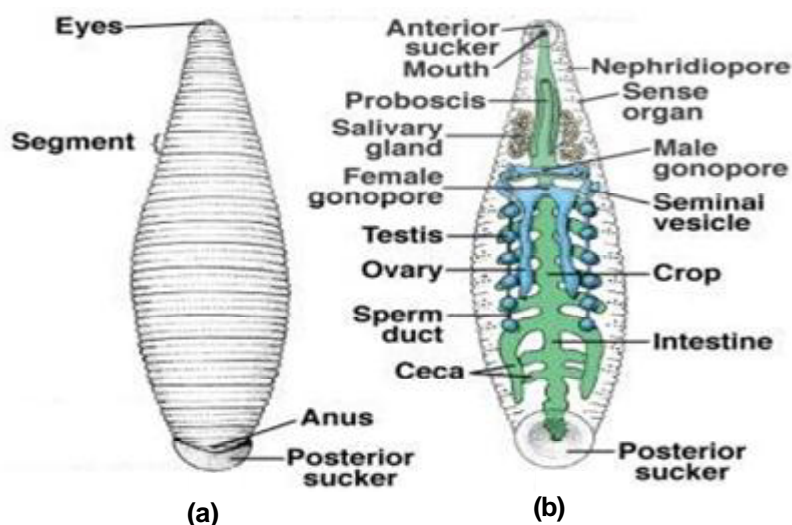 Eyes
Segment
Anus
Posterior
sucker
(a)
Anterior
sucker
Mouth
Nephridiopore
Proboscis
Sense
organ
Salivary
gland
Male
gonopore
Female
gonopore
Seminal
vesicle
Testis
Ovary
Crop
Sperm
duct
Intestine
Ceca
Posterior
sucker
(b)